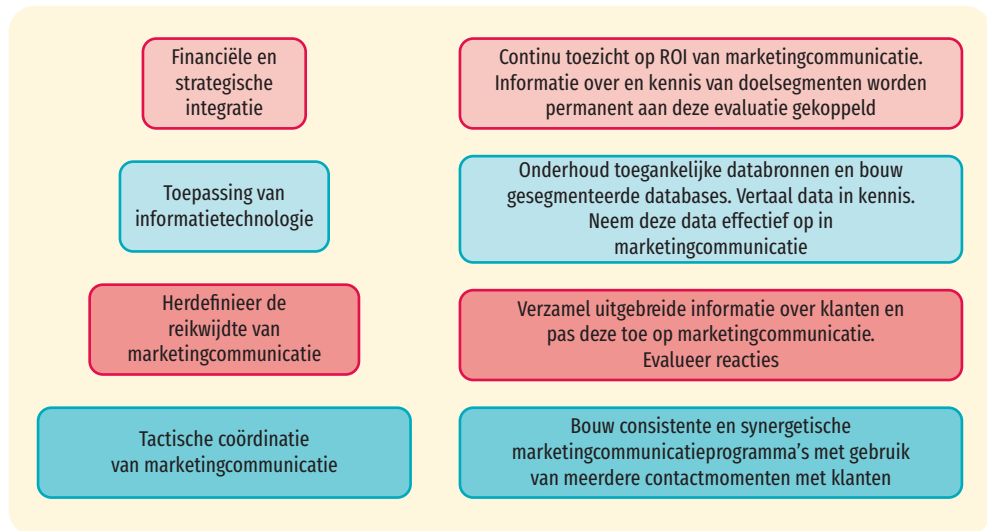 Financiële en
strategische
integratie
Continu toezicht op ROI van marketingcommunicatie.
Informatie over en kennis van doelsegmenten worden
permanent aan deze evaluatie gekoppeld
Toepassing van
informatietechnologie
Onderhoud toegankelijke databronnen en bouw
gesegmenteerde databases. Vertaal data in kennis.
Neem deze data effectief op in
marketingcommunicatie
Herdefinieer de
reikwijdte van
marketingcommunicatie
Verzamel uitgebreide informatie over klanten en
pas deze toe op marketingcommunicatie.
Evalueer reacties
Tactische coördinatie
van marketingcommunicatie
Bouw consistente en synergetische
marketingcommunicatieprogramma’s met gebruik
van meerdere contactmomenten met klanten